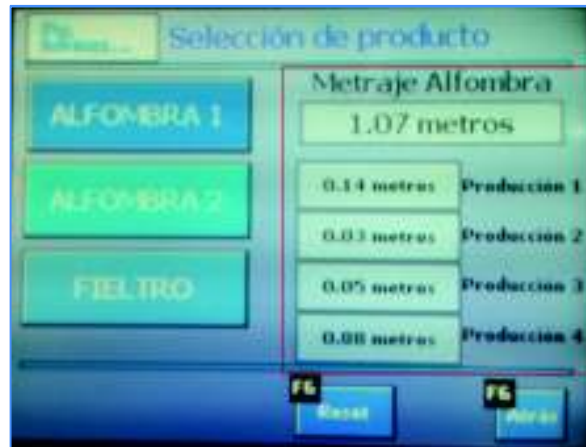 Selección de producto
ALFOMBRA 1
ALFOMBRA 2
FIELTRO
Metraje Alfombra
1.07 metros
0.14 metros Producción 1
0.03 metros Producción 2
0.05 metros Producción 3
0.08 metros Producción 4
F6
Reset
F6
Atrás